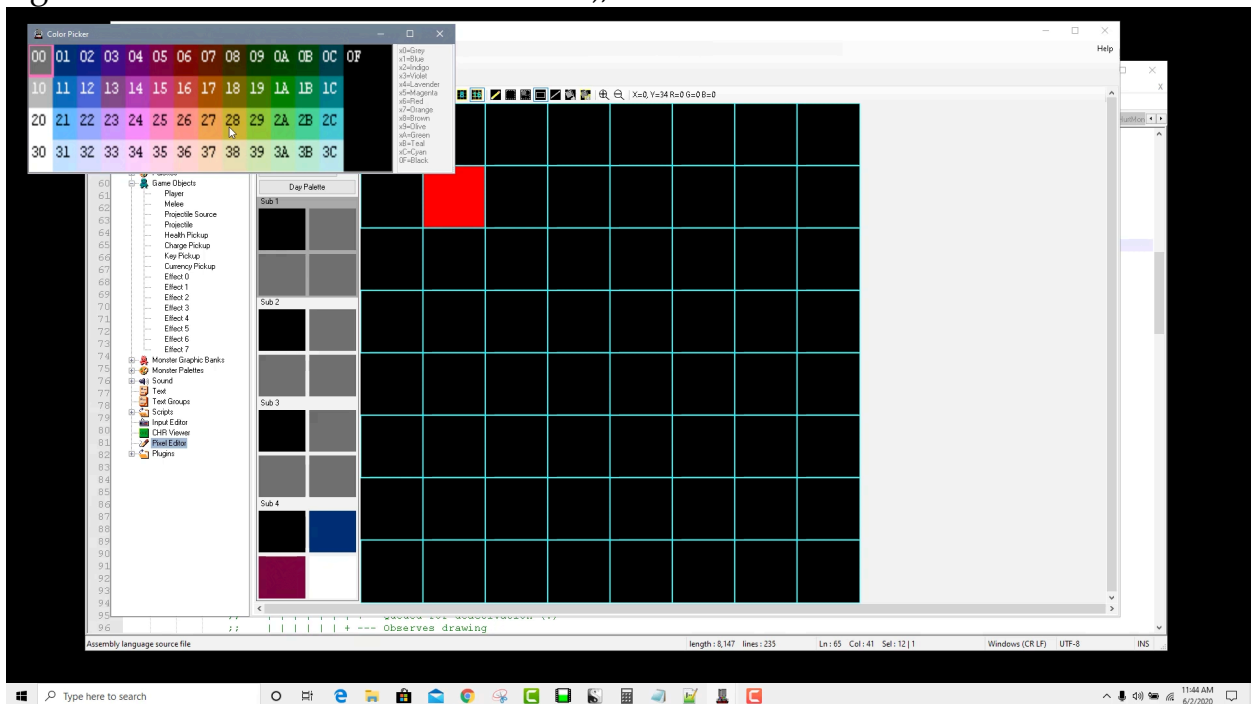 Color Picker
00 01 02 03 04 05 06 07 08 09 0A 0B 0C 0F
10 11 12 13 14 15 16 17 18 19 1A 1B 1C
20 21 22 23 24 25 26 27 28 29 2A 2B 2C
30 31 32 33 34 35 36 37 38 39 3A 3B 3C
x0=Grey
x1=Blue
x2=Indigo
x3=Violet
x4=Lavender
x5=Magenta
x6=Red
x7=Orange
x8=Brown
x9=Olive
xA=Green
xB=Teal
xC=Cyan
0F=Black
Help
X=0, Y=34 R=0 G=0 B=0
60
61
62
63
64
65
66
67
68
69
70
71
72
73
74
75
76
77
78
79
80
81
82
83
84
85
86
87
88
89
90
91
92
93
94
95
96
Game Objects
Player
Melee
Projectile Source
Projectile
Health Pickup
Charge Pickup
Key Pickup
Currency Pickup
Effect 0
Effect 1
Effect 2
Effect 3
Effect 4
Effect 5
Effect 6
Effect 7
Monster Graphic Banks
Monster Palettes
Sound
Text
Text Groups
Scripts
Input Editor
CHR Viewer
Pixel Editor
Plugins
Day Palette
Sub 1
Sub 2
Sub 3
Sub 4
;; | | | | | | + --- Observes drawing
Assembly language source file
length : 8,147 lines : 235
Ln : 65 Col : 41 Sel : 12 | 1
Windows (CR LF)
UTF-8
INS
Type here to search
11:44 AM
6/2/2020